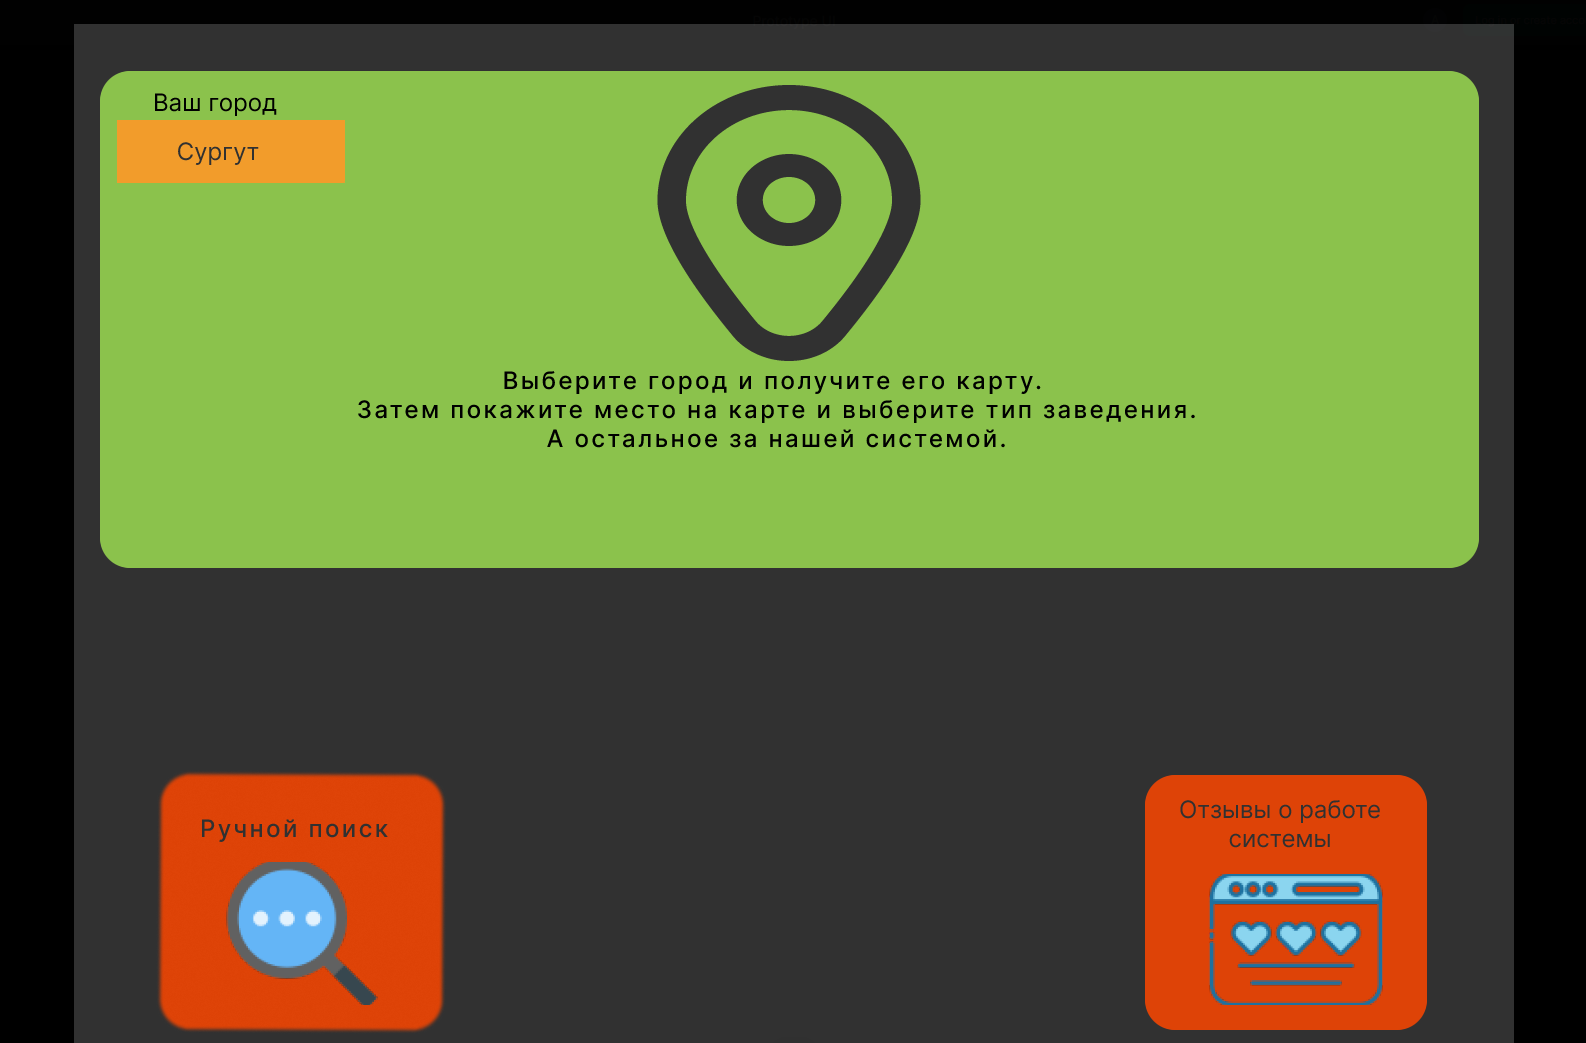 Ваш город
Сургут
Выберите город и получите его карту.
Затем покажите место на карте и выберите тип заведения.
А остальное за нашей системой.
Ручной поиск
Отзывы о работе
системы